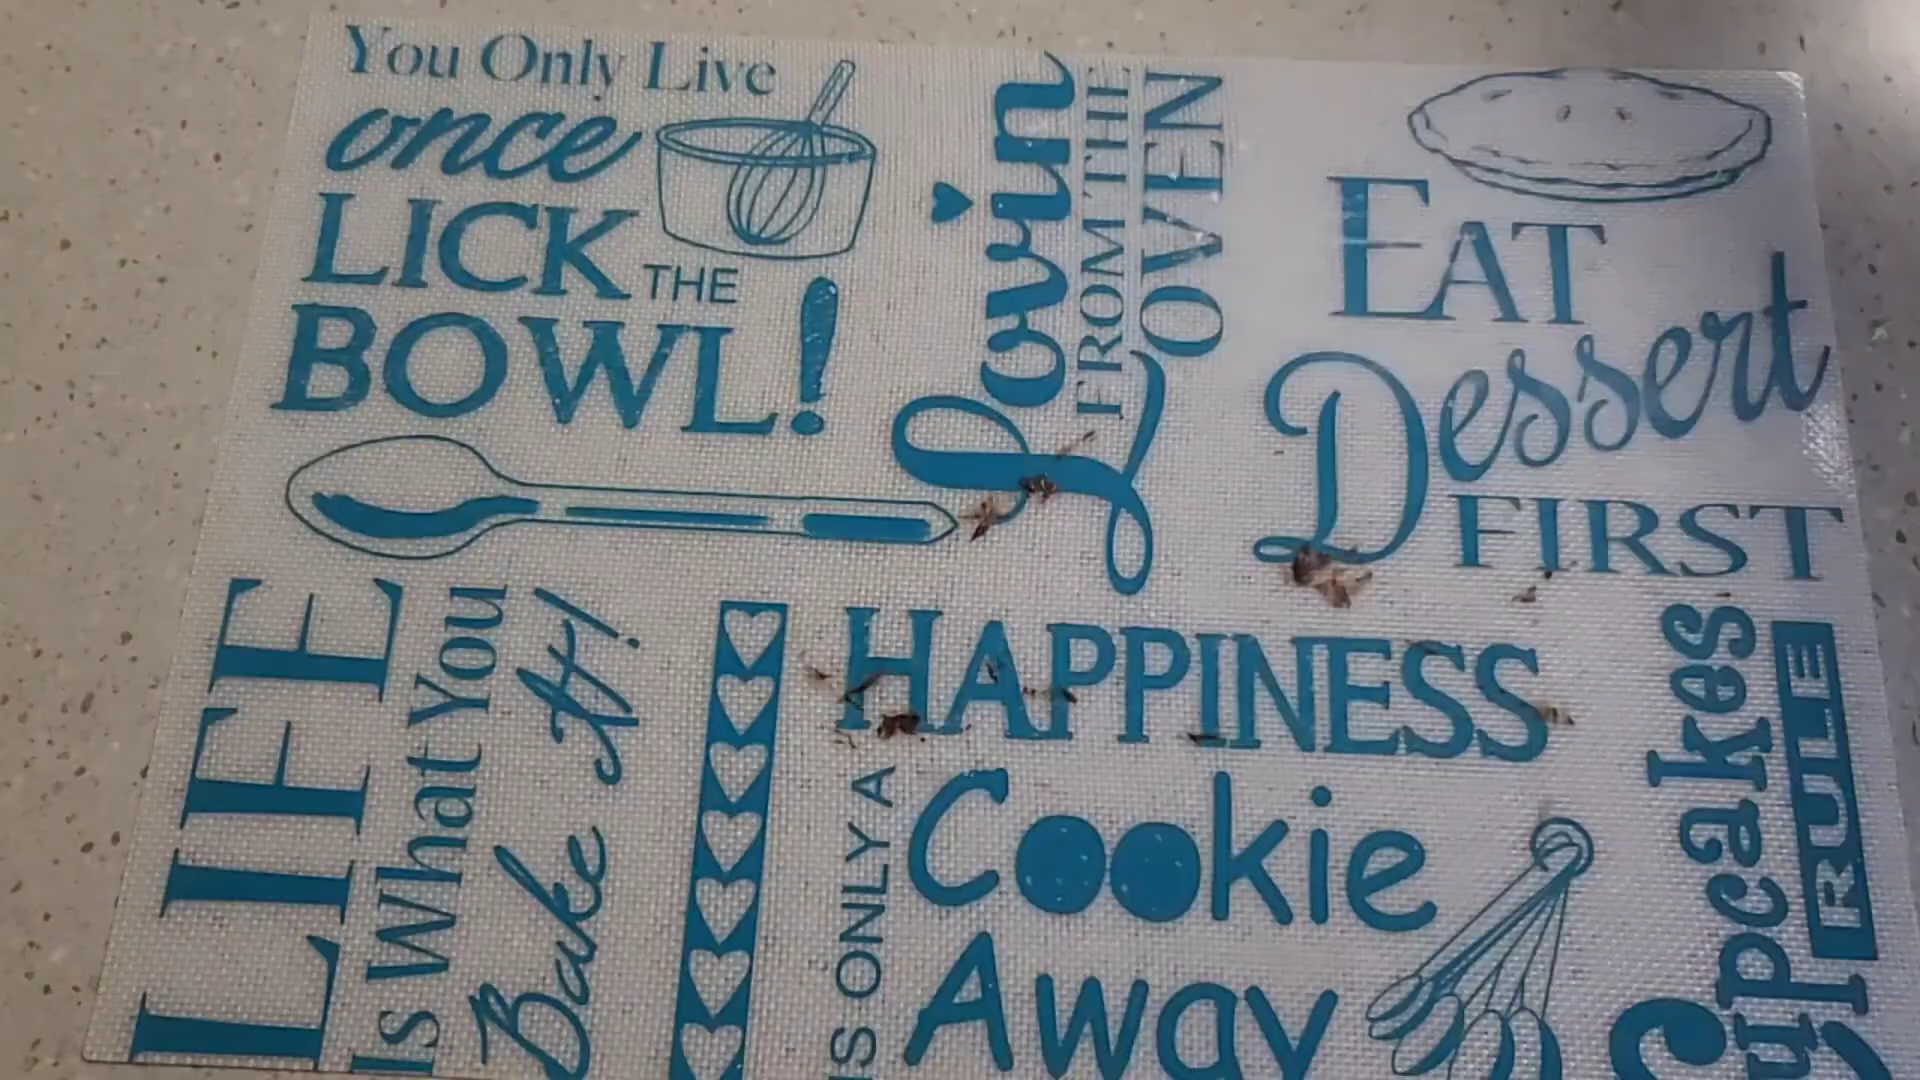 You Only Live
once
LICK THE
BOWL!
Lovin
FROM THE
OVEN
EAT
Dessert
FIRST
LIFE
Is What You
Bake It!
HAPPINESS
IS ONLY A
Cookie
Away
Cupcakes
RULE